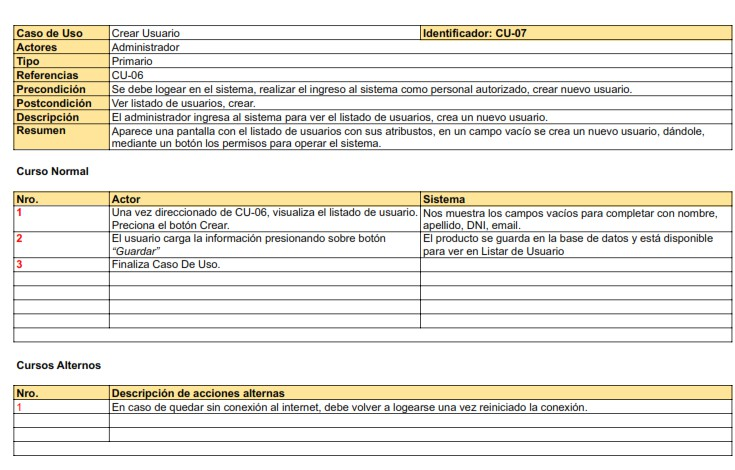 Caso de Uso Crear Usuario Identificador: CU-07
Actores Administrador
Tipo Primario
Referencias CU-06
Precondición Se debe logear en el sistema, realizar el ingreso al sistema como personal autorizado, crear nuevo usuario.
Postcondición Ver listado de usuarios, crear.
Descripción El administrador ingresa al sistema para ver el listado de usuarios, crea un nuevo usuario.
Resumen Aparece una pantalla con el listado de usuarios con sus atribustos, en un campo vacío se crea un nuevo usuario, dándole,
mediante un botón los permisos para operar el sistema.
Curso Normal
Nro. Actor Sistema
1 Una vez direccionado de CU-06, visualiza el listado de usuario. Nos muestra los campos vacíos para completar con nombre,
Preciona el botón Crear. apellido, DNI, email.
2 El usuario carga la información presionando sobre botón El producto se guarda en la base de datos y está disponible
“Guardar” para ver en Listar de Usuario
3 Finaliza Caso De Uso.
Cursos Alternos
Nro. Descripción de acciones alternas
1 En caso de quedar sin conexión al internet, debe volver a logearse una vez reiniciado la conexión.